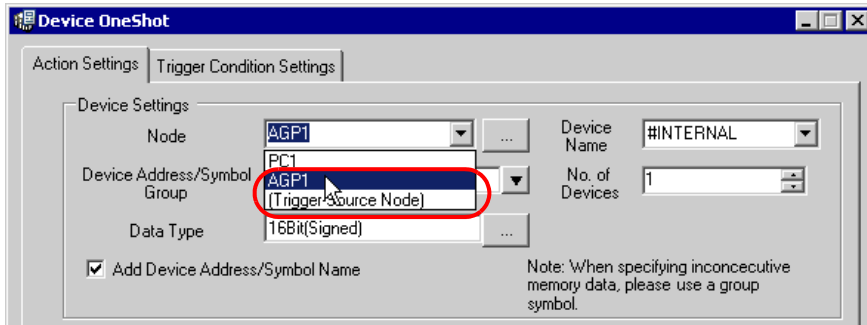 Device OneShot
Action Settings
Trigger Condition Settings
Device Settings
Node
AGP1
...
Device Name
#INTERNAL
PC1
Device Address/Symbol Group
AGP1
(Trigger Source Node)
No. of Devices
1
Data Type
16Bit(Signed)
...
Add Device Address/Symbol Name
Note: When specifying inconcecutive
memory data, please use a group
symbol.